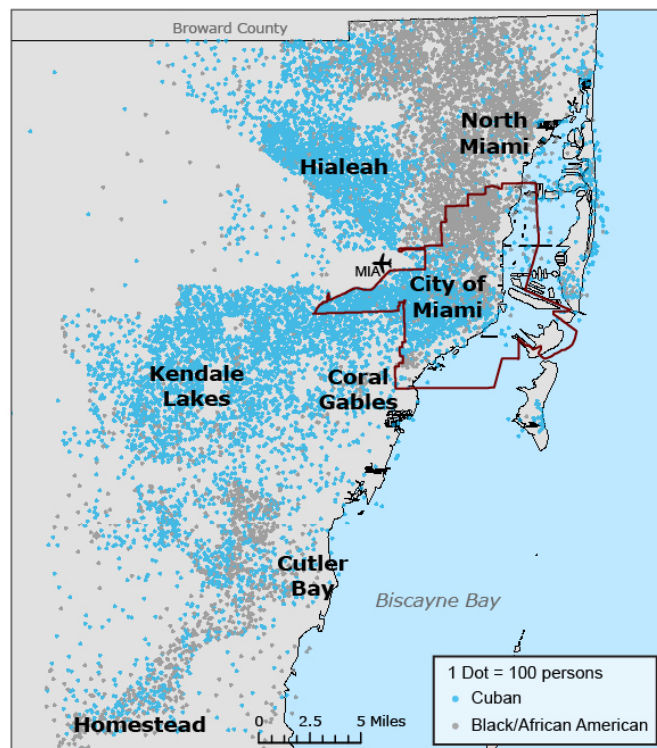 Broward County
North
Miami
Hialeah
MIA
City of
Miami
Kendale
Lakes
Coral
Gables
Cutler
Bay
Biscayne Bay
Homestead
0 2.5 5 Miles
1 Dot = 100 persons
Cuban
Black/African American